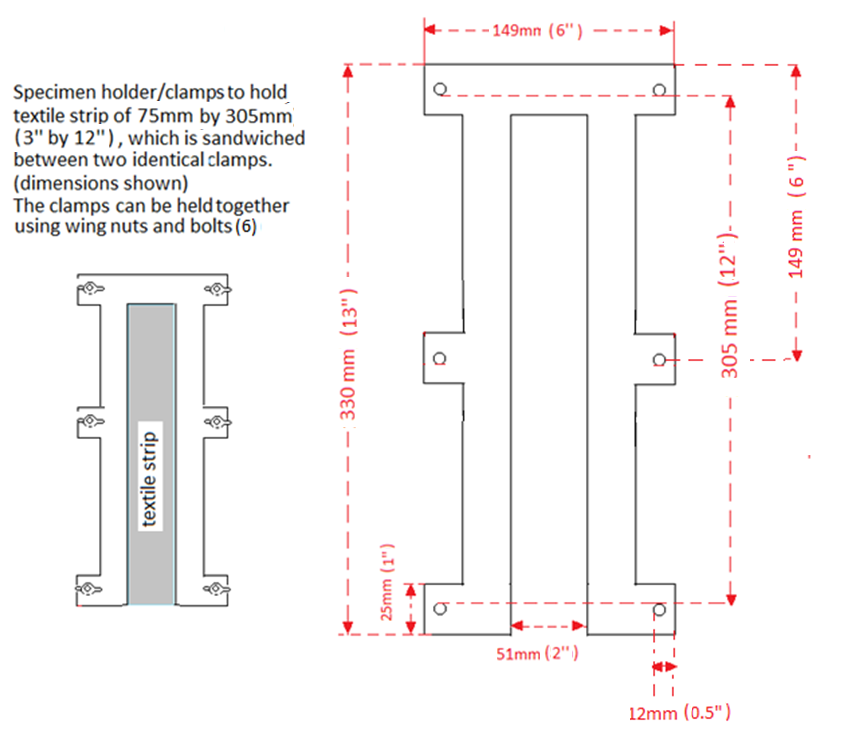 149mm (6")
Specimen holder/clamps to hold
textile strip of 75mm by 305mm
(3" by 12"), which is sandwiched
between two identical clamps.
(dimensions shown)
The clamps can be held together
using wing nuts and bolts (6)
textile strip
330 mm (13")
305 mm (12")
149 mm (6")
25mm (1")
51mm (2")
12mm (0.5")